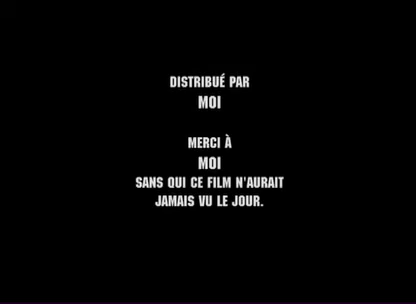 DISTRIBUÉ PAR
MOI
MERCI À
MOI
SANS QUI CE FILM N'AURAIT
JAMAIS VU LE JOUR.